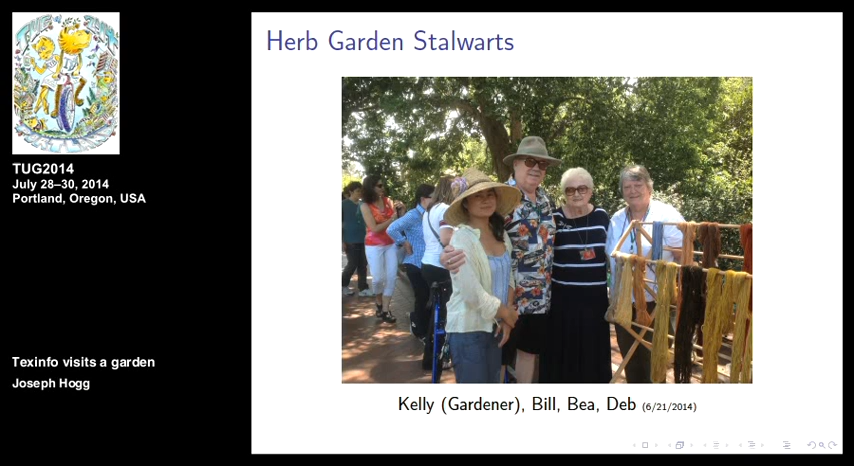 TUG2014
July 28–30, 2014
Portland, Oregon, USA
Texinfo visits a garden
Joseph Hogg
Herb Garden Stalwarts
Kelly (Gardener), Bill, Bea, Deb (6/21/2014)